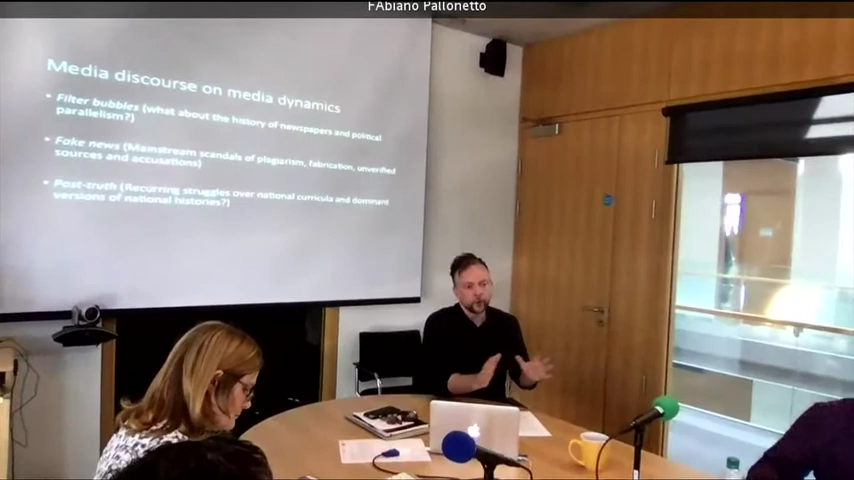 FAbiano Pallonetto
Media discourse on media dynamics
• Filter bubbles (what about the history of newspapers and political
parallelism?)
• Fake news (Mainstream scandals of plagiarism, fabrication, unverified
sources and accusations)
• Post-truth (Recurring struggles over national curricula and dominant
versions of national histories?)